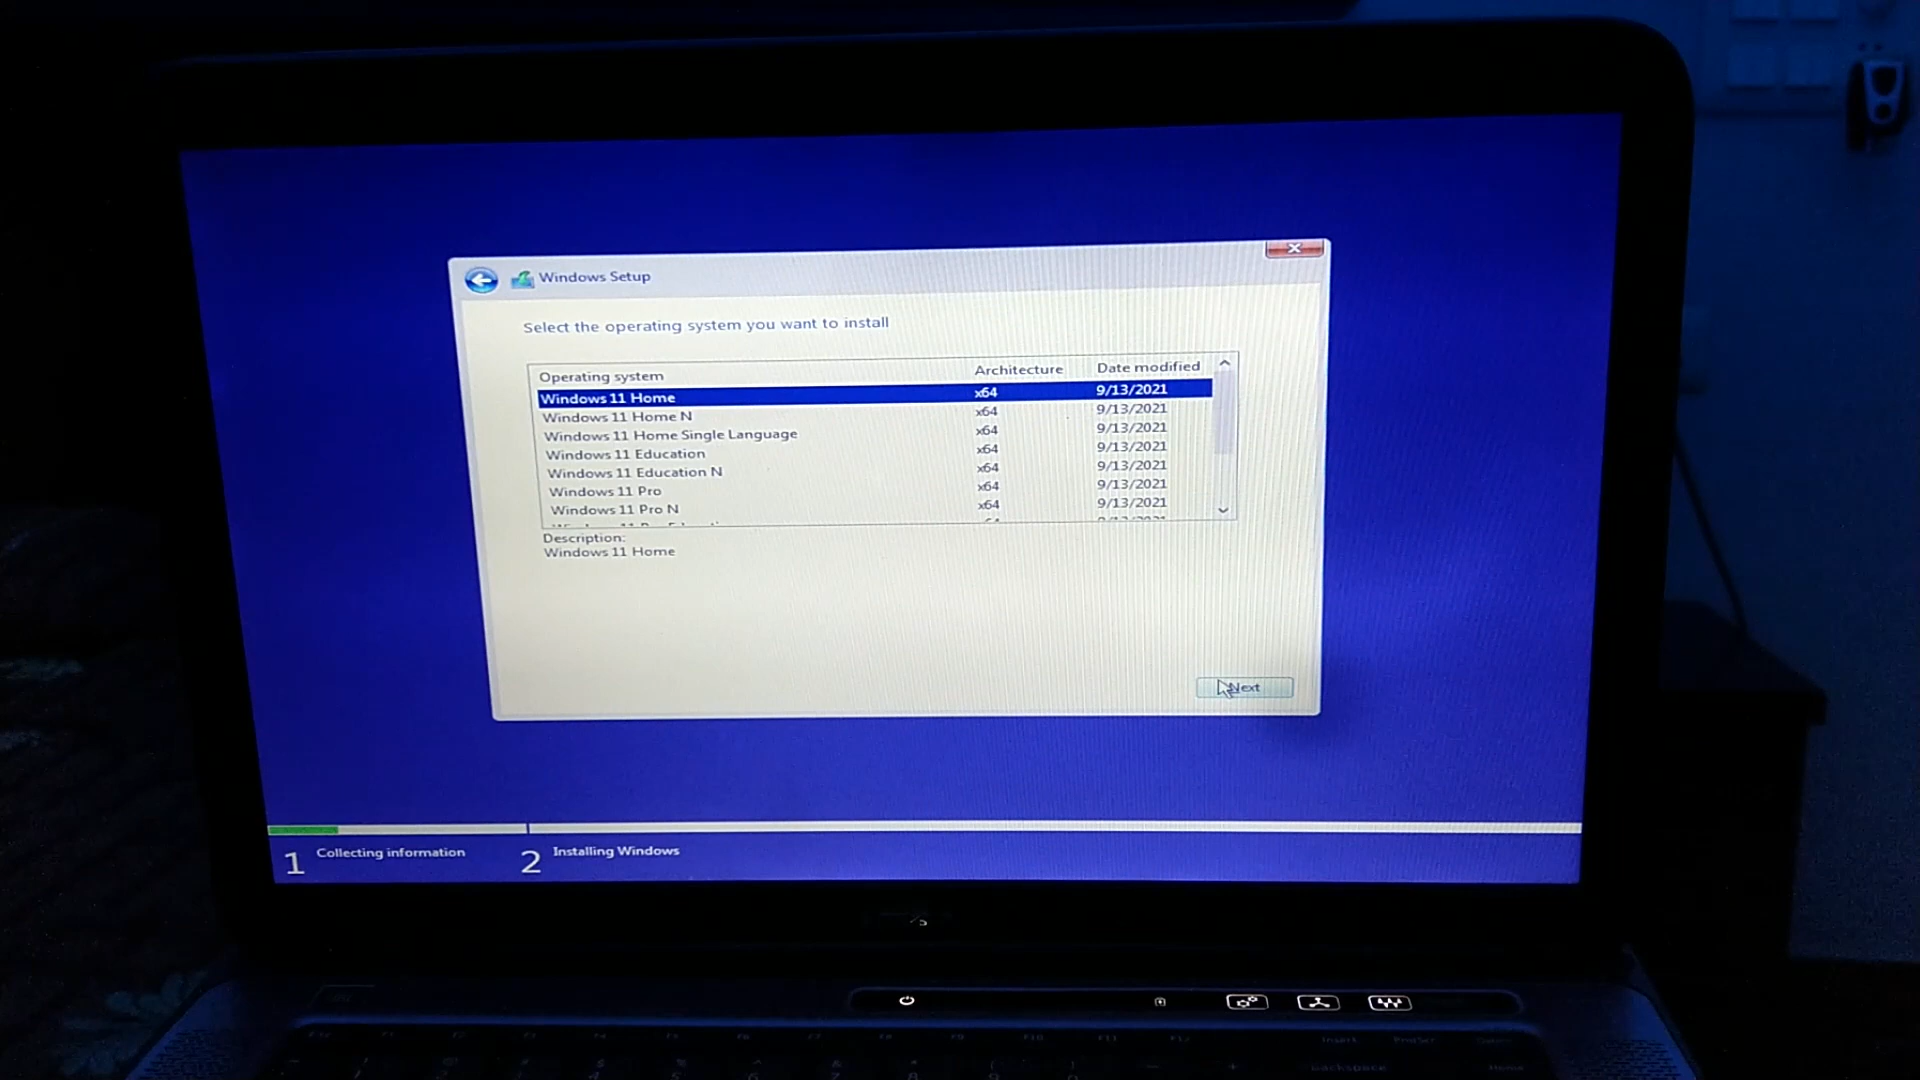 Windows Setup
Select the operating system you want to install
Operating system Architecture Date modified
Windows 11 Home x64 9/13/2021
Windows 11 Home N x64 9/13/2021
Windows 11 Home Single Language x64 9/13/2021
Windows 11 Education x64 9/13/2021
Windows 11 Education N x64 9/13/2021
Windows 11 Pro x64 9/13/2021
Windows 11 Pro N x64 9/13/2021
Description:
Windows 11 Home
Next
1 Collecting information
2 Installing Windows
backspace